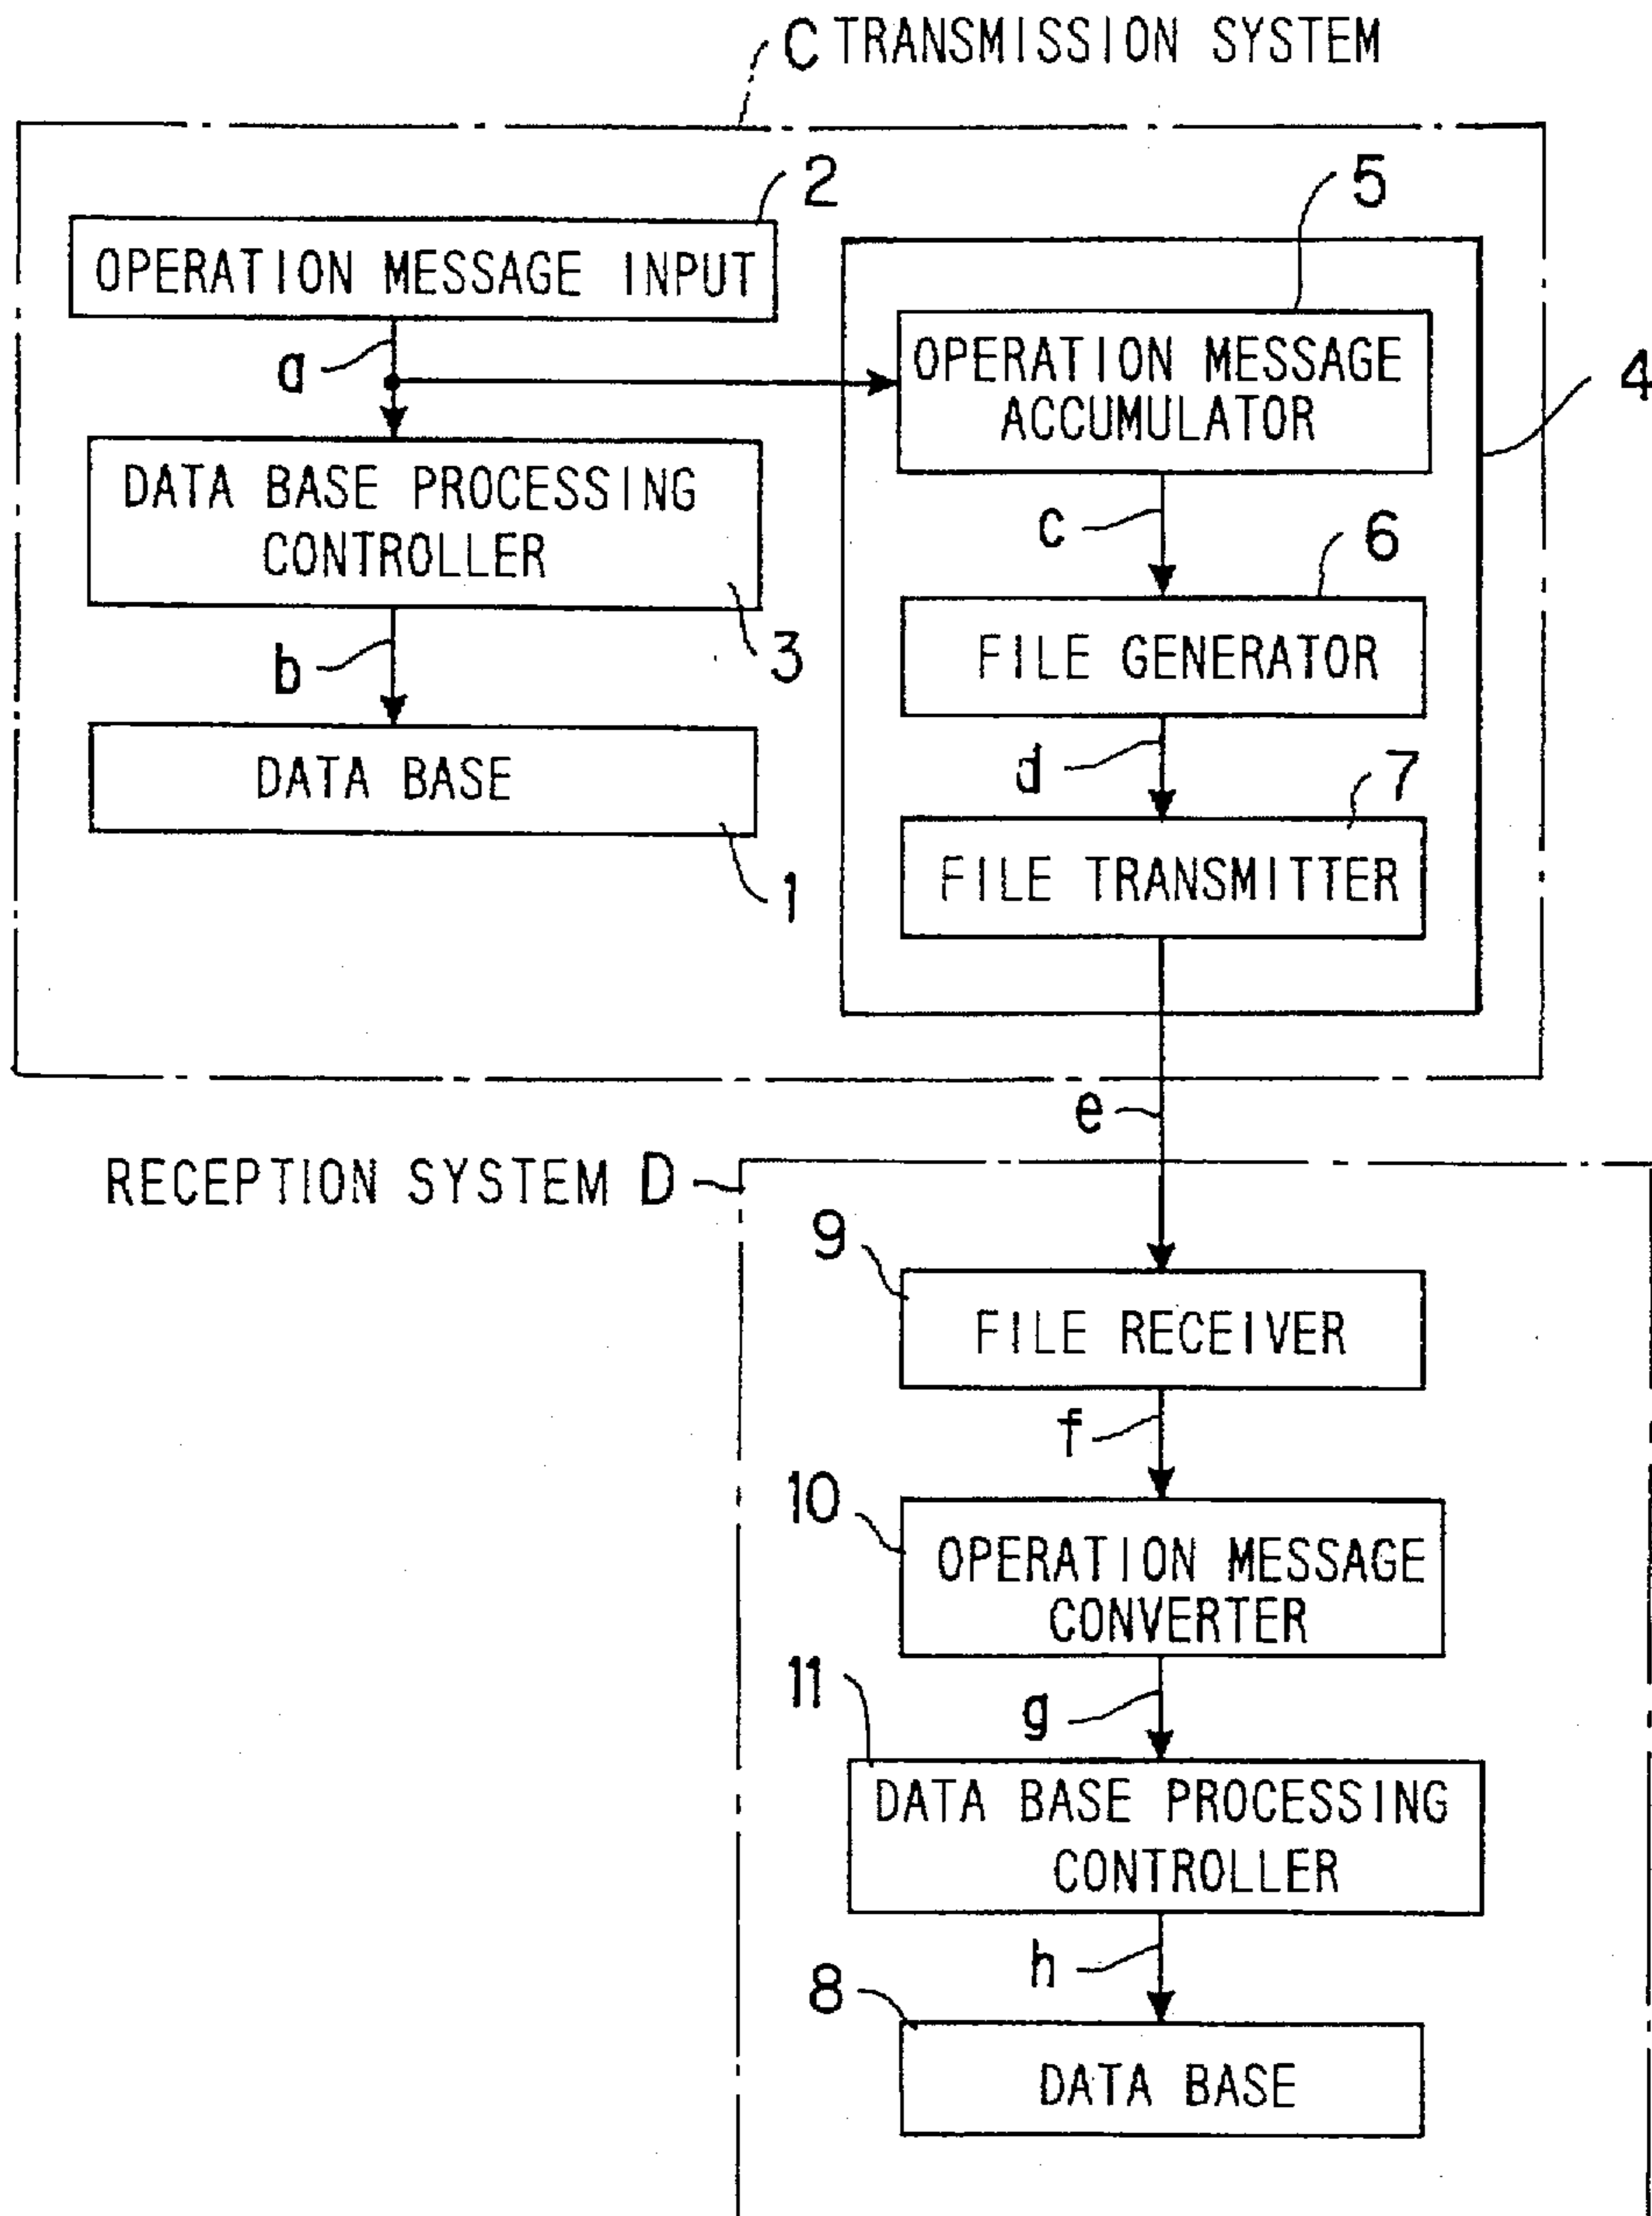 C TRANSMISSION SYSTEM
2
OPERATION MESSAGE INPUT
5
a
OPERATION MESSAGE
ACCUMULATOR
4
DATA BASE PROCESSING
CONTROLLER
3
c
6
b
FILE GENERATOR
DATA BASE
1
d
7
FILE TRANSMITTER
e
RECEPTION SYSTEM D
9
FILE RECEIVER
f
10
OPERATION MESSAGE
CONVERTER
11
g
DATA BASE PROCESSING
CONTROLLER
h
8
DATA BASE